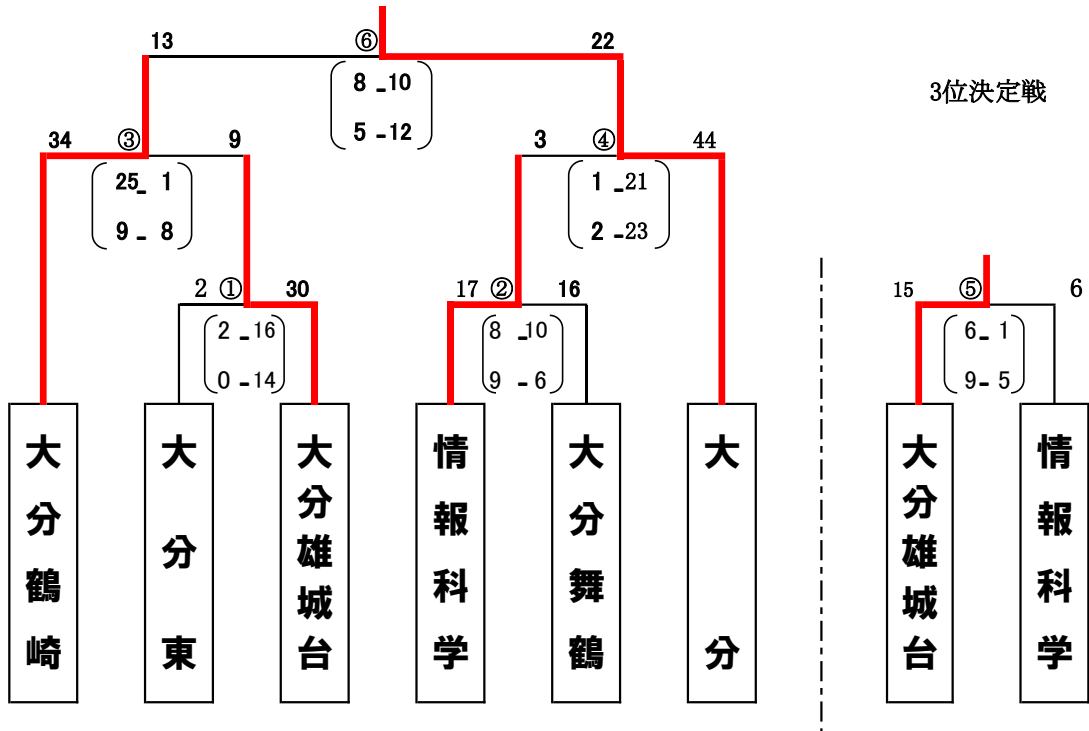 13 ⑥ 22
8 - 10
5 - 12
3位決定戦
34 ③ 9
25 - 1
9 - 8
3 ④ 44
1 - 21
2 - 23
2 ① 30
2 - 16
0 - 14
17 ② 16
8 - 10
9 - 6
15 ⑤ 6
6 - 1
9 - 5
大分鶴崎
大分東
大分雄城台
情報科学
大分舞鶴
大分
大分雄城台
情報科学